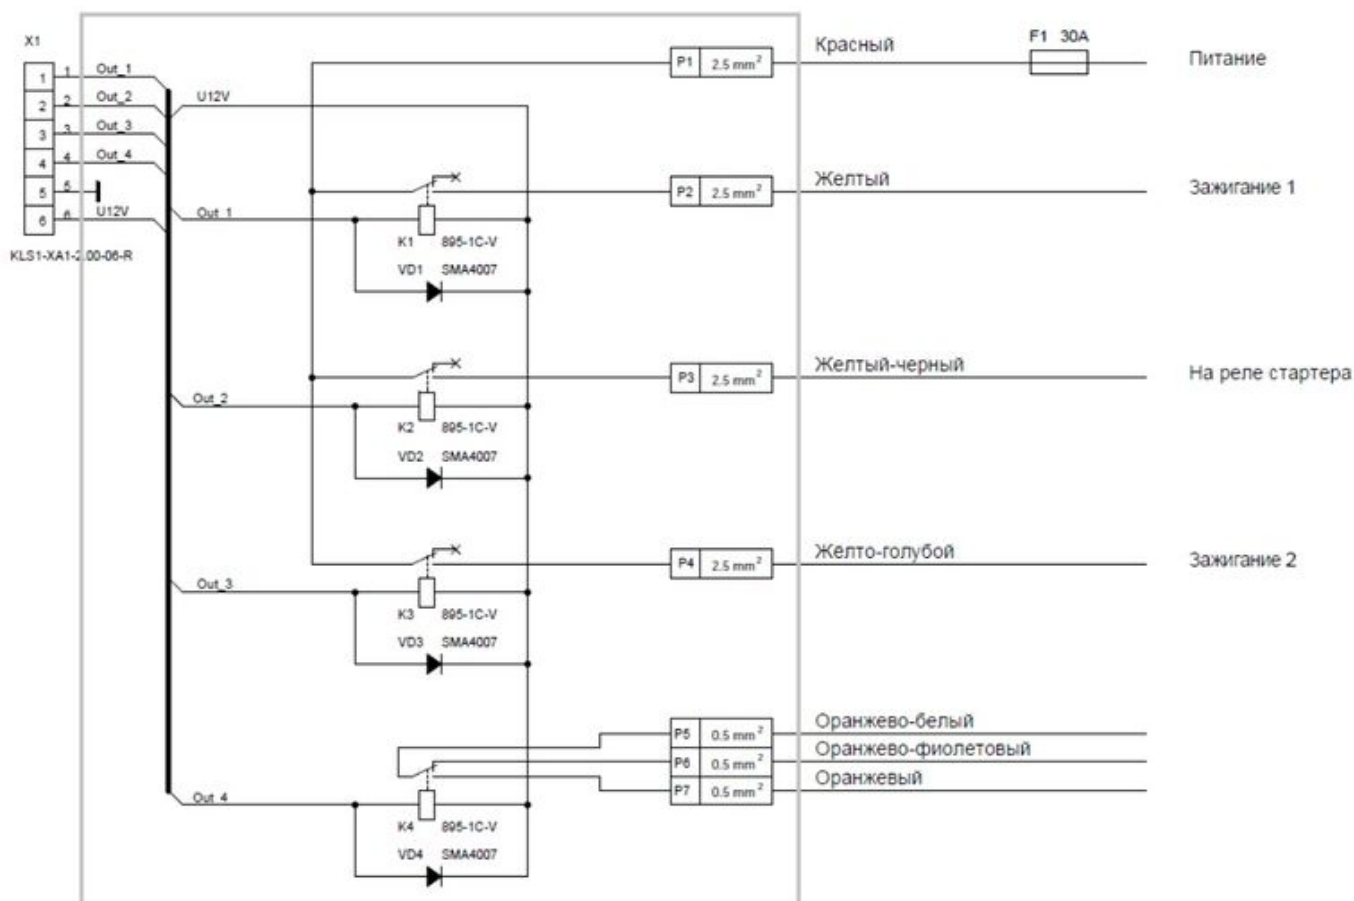 X1
1 1 Out_1
2 2 Out_2
3 3 Out_3
4 4 Out_4
5 5
6 6 U12V
KLS1-XA1-2.00-06-R
U12V
P1 2.5 mm² Красный F1 30A Питание
P2 2.5 mm² Желтый Зажигание 1
Out_1
K1 895-1C-V
VD1 SMA4007
P3 2.5 mm² Желтый-черный На реле стартера
Out_2
K2 895-1C-V
VD2 SMA4007
P4 2.5 mm² Желто-голубой Зажигание 2
Out_3
K3 895-1C-V
VD3 SMA4007
P5 0.5 mm² Оранжево-белый
P6 0.5 mm² Оранжево-фиолетовый
P7 0.5 mm² Оранжевый
Out_4
K4 895-1C-V
VD4 SMA4007